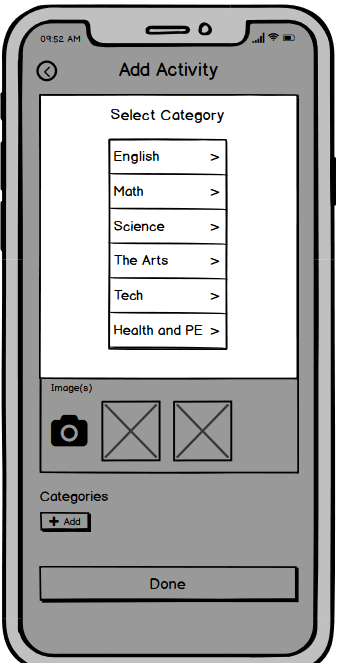 09:52 AM
Add Activity
Select Category
English >
Math >
Science >
The Arts >
Tech >
Health and PE >
Image(s)
Categories
+ Add
Done